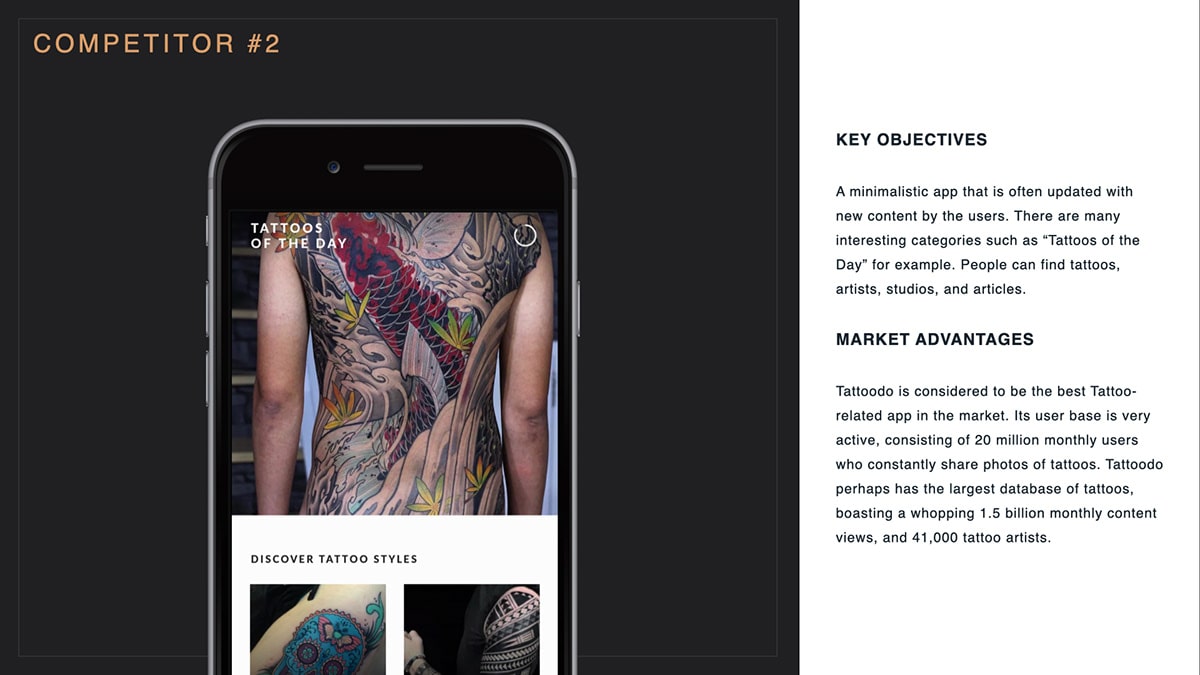 COMPETITOR #2
TATTOOS
OF THE DAY
DISCOVER TATTOO STYLES
KEY OBJECTIVES
A minimalistic app that is often updated with
new content by the users. There are many
interesting categories such as “Tattoos of the
Day” for example. People can find tattoos,
artists, studios, and articles.
MARKET ADVANTAGES
Tattoodo is considered to be the best Tattoo-
related app in the market. Its user base is very
active, consisting of 20 million monthly users
who constantly share photos of tattoos. Tattoodo
perhaps has the largest database of tattoos,
boasting a whopping 1.5 billion monthly content
views, and 41,000 tattoo artists.